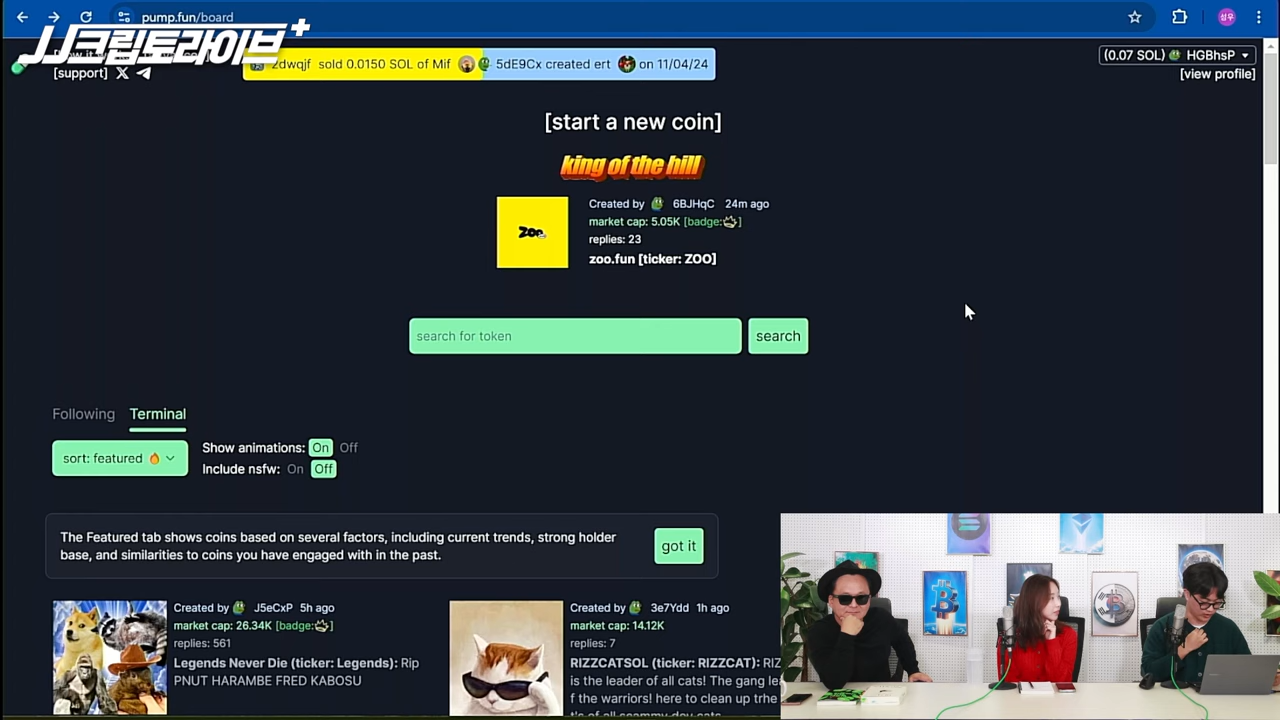 pump.fun/board
섬우
JJ크립토라이브+
[support]
2dwqjf sold 0.0150 SOL of Mif
5dE9Cx created ert on 11/04/24
(0.07 SOL) HGBhsP
[view profile]
[start a new coin]
king of the hill
Created by 6BJHqC 24m ago
market cap: 5.05K [badge: ]
replies: 23
zoo.fun [ticker: ZOO]
ZOO
search for token
search
Following Terminal
sort: featured
Show animations: On Off
Include nsfw: On Off
The Featured tab shows coins based on several factors, including current trends, strong holder
base, and similarities to coins you have engaged with in the past.
got it
Created by J5eCxP 5h ago
market cap: 26.34K [badge: ]
replies: 561
Legends Never Die (ticker: Legends): Rip
PNUT HARAMBE FRED KABOSU
Created by 3e7Ydd 1h ago
market cap: 14.12K
replies: 7
RIZZCATSOL (ticker: RIZZCAT): RIZ
is the leader of all cats! The gang lea
f the warriors! here to clean up trhe